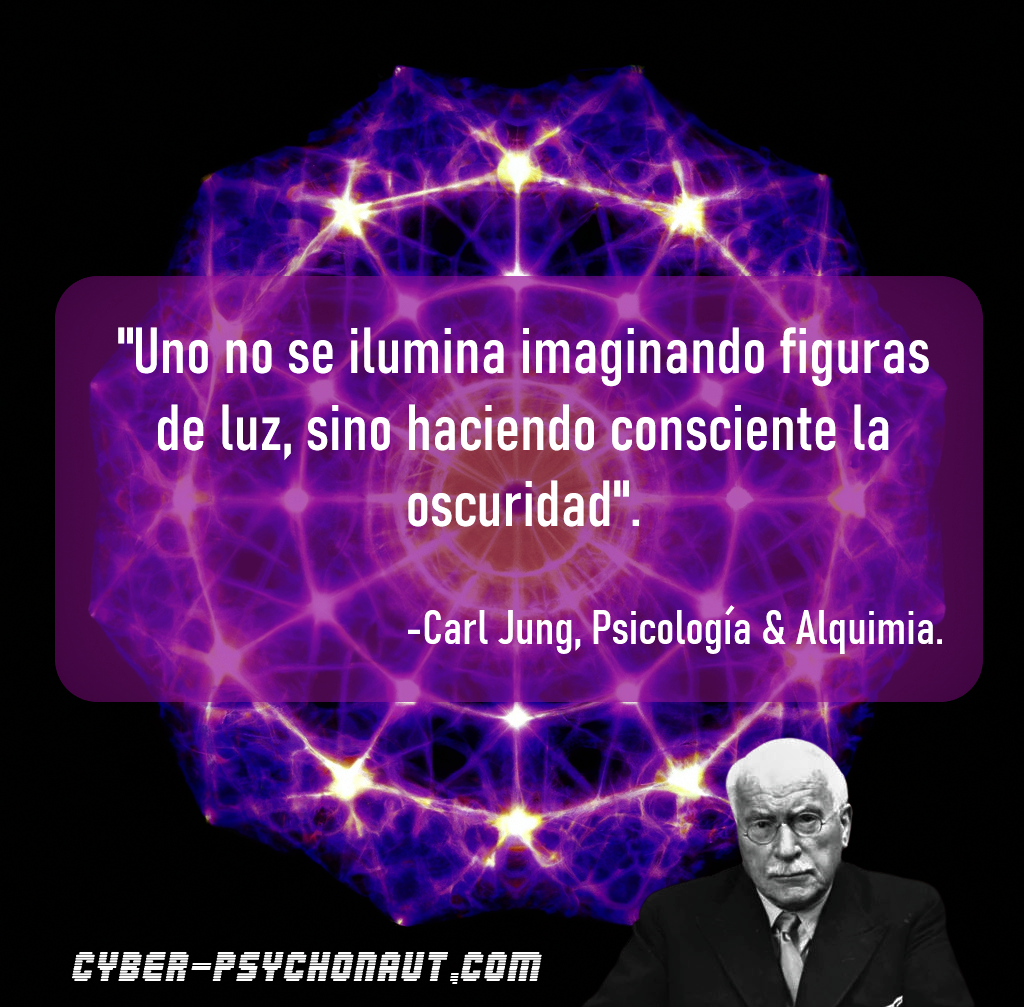 "Uno no se ilumina imaginando figuras
de luz, sino haciendo consciente la
oscuridad".
-Carl Jung, Psicología & Alquimia.
CYBER-PSYCHONAUT.COM